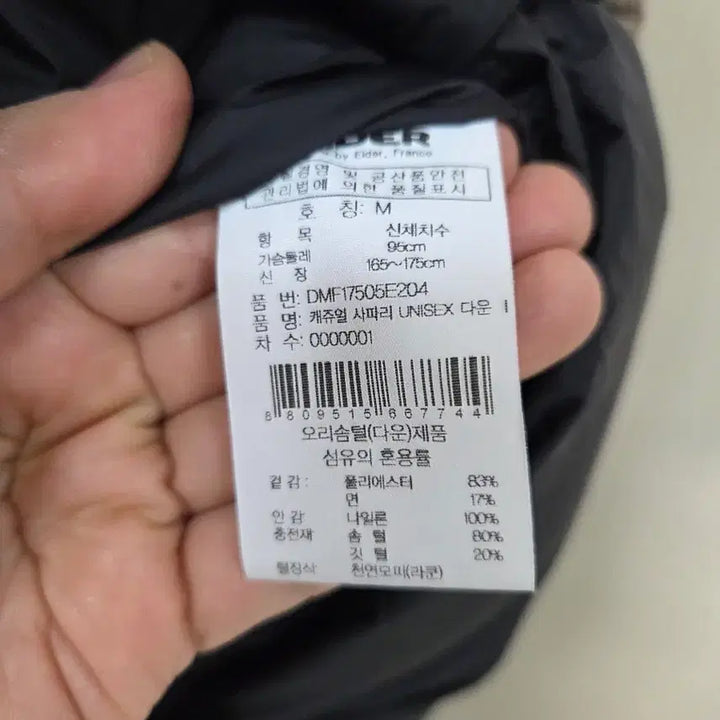 DER
by Eider, France
경영 및 공산품안전
관리법에 의한 품질표시
호 칭: M
항 목 신체치수
가슴둘레 95cm
신 장 165~175cm
품 번: DMF17505E204
품 명: 캐쥬얼 사파리 UNISEX 다운
차 수: 0000001
8 809515 667744
오리솜털(다운)제품
섬유의 혼용률
겉감: 폴리에스터 83%
면 17%
안감 나일론 100%
충전재 솜털 80%
깃털 20%
털장식 천연모피(라쿤)